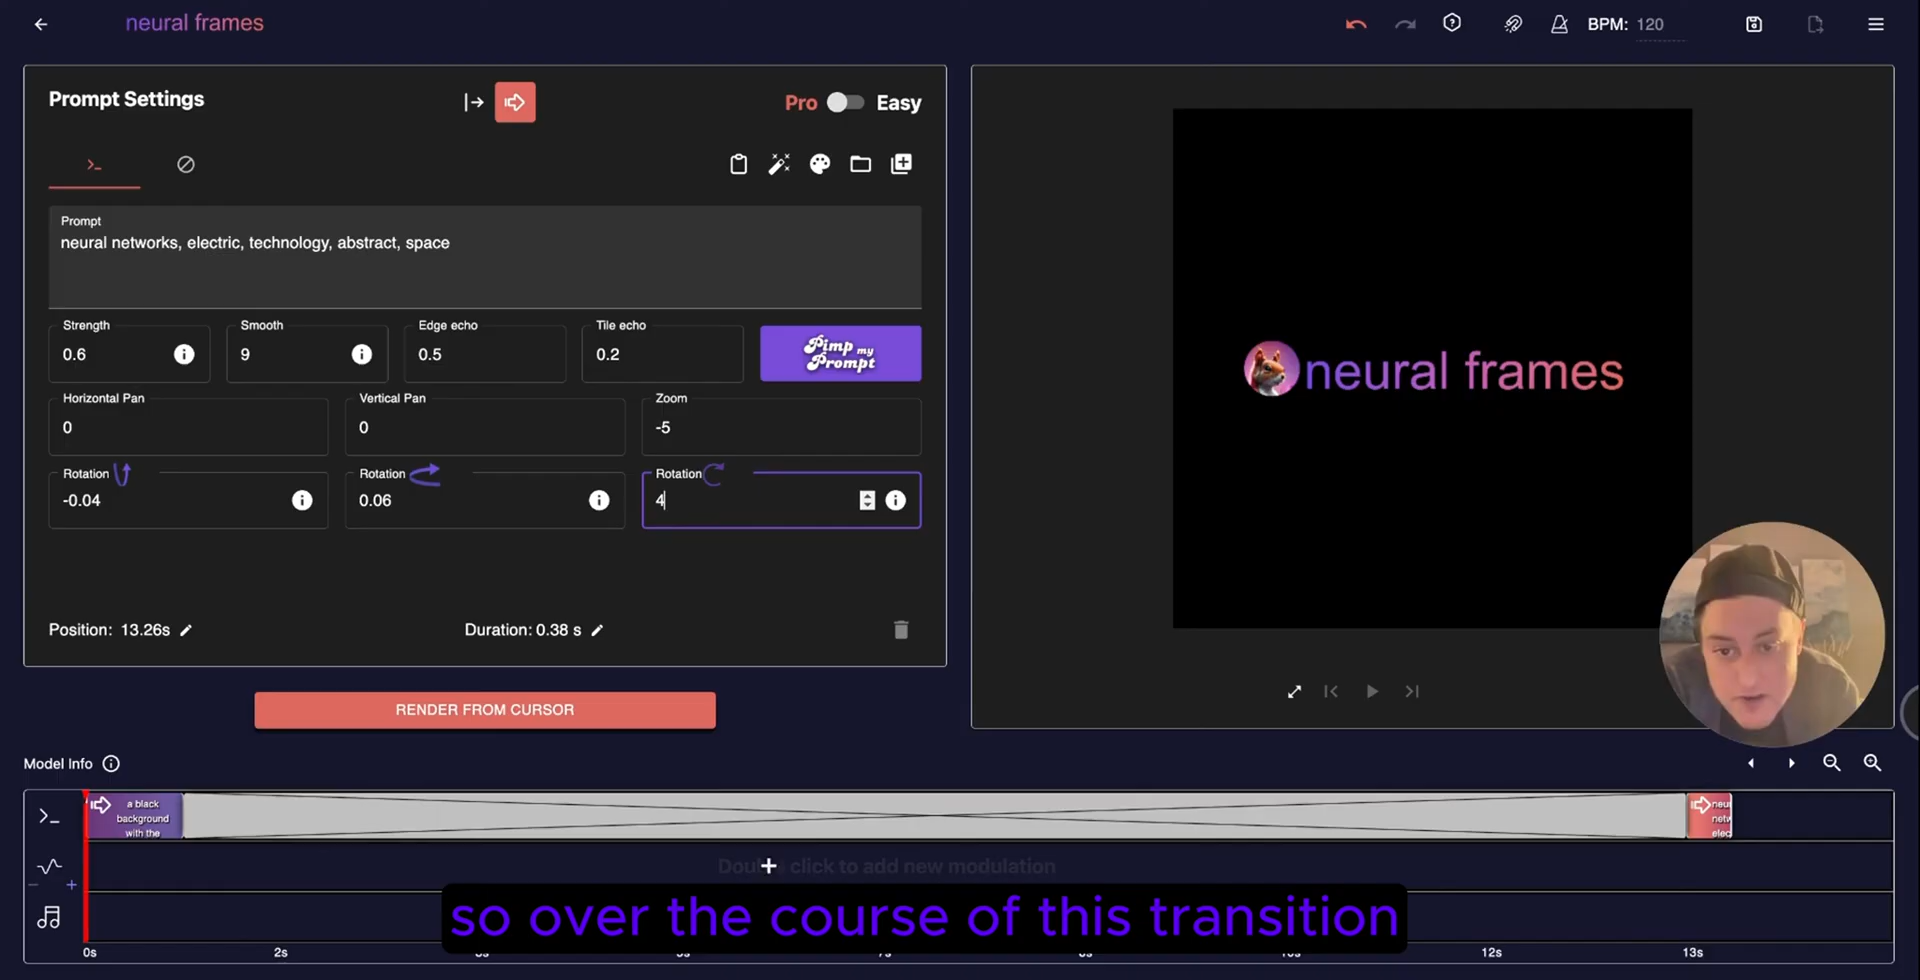 neural frames
BPM: 120
Prompt Settings
Pro Easy
Prompt
neural networks, electric, technology, abstract, space
Strength
0.6
Smooth
9
Edge echo
0.5
Tile echo
0.2
Pimp my
Prompt
Horizontal Pan
0
Vertical Pan
0
Zoom
-5
Rotation
-0.04
Rotation
0.06
Rotation
4
Position: 13.26s
Duration: 0.38 s
RENDER FROM CURSOR
neural frames
Model Info
a black
background
with the
click to add new modulation
so over the course of this transition
0s 2s 12s 13s